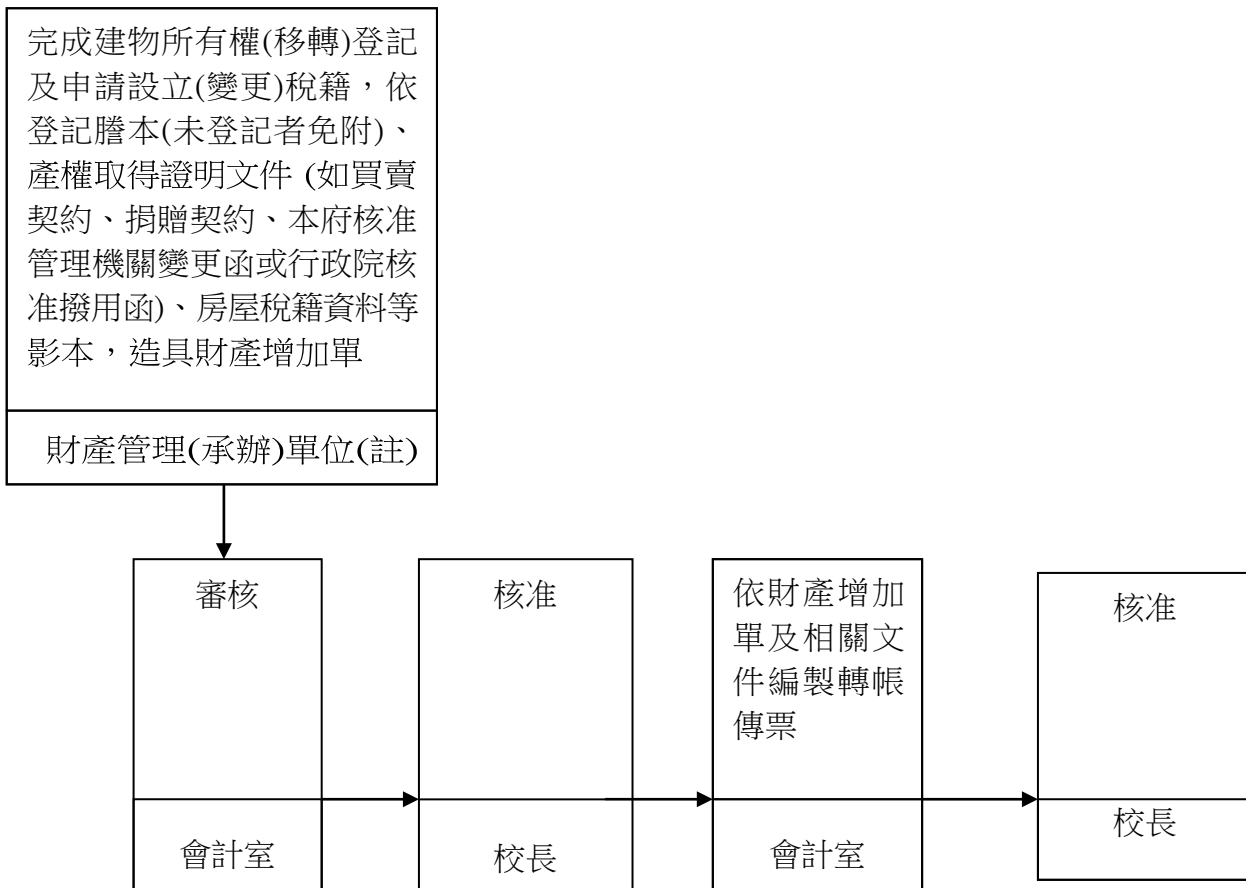 完成建物所有權(移轉)登記
及申請設立(變更)稅籍，依
登記謄本(未登記者免附)、
產權取得證明文件 (如買賣
契約、捐贈契約、本府核准
管理機關變更函或行政院核
准撥用函)、房屋稅籍資料等
影本，造具財產增加單
財產管理(承辦)單位(註)
審核
會計室
核准
校長
依財產增加
單及相關文
件編製轉帳
傳票
會計室
核准
校長